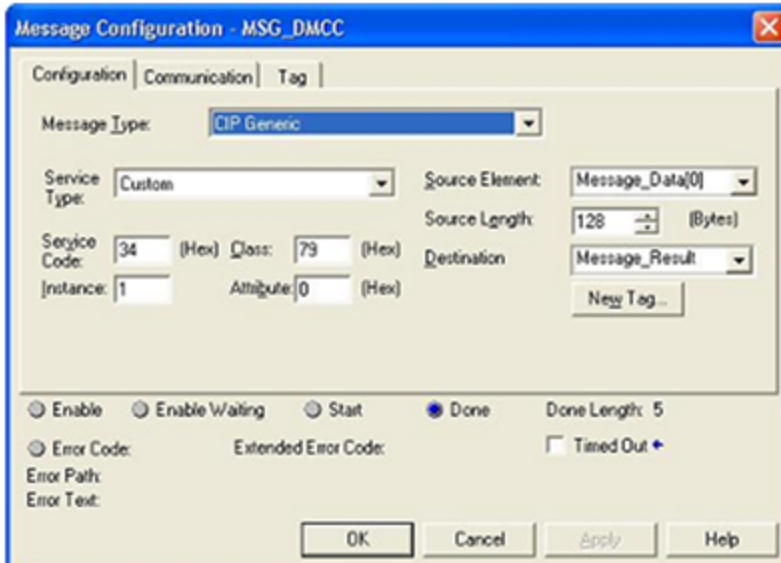 Message Configuration - MSG_DMCC
Configuration Communication Tag
Message Type: CIP Generic
Service Type: Custom
Source Element: Message_Data[0]
Source Length: 128 (Bytes)
Service Code: 34 (Hex) Class: 79 (Hex)
Destination Message_Result
Instance: 1 Attribute: 0 (Hex)
New Tag...
Enable Enable Waiting Start Done Done Length: 5
Error Code: Extended Error Code: Timed Out
Error Path:
Error Text:
OK Cancel Apply Help